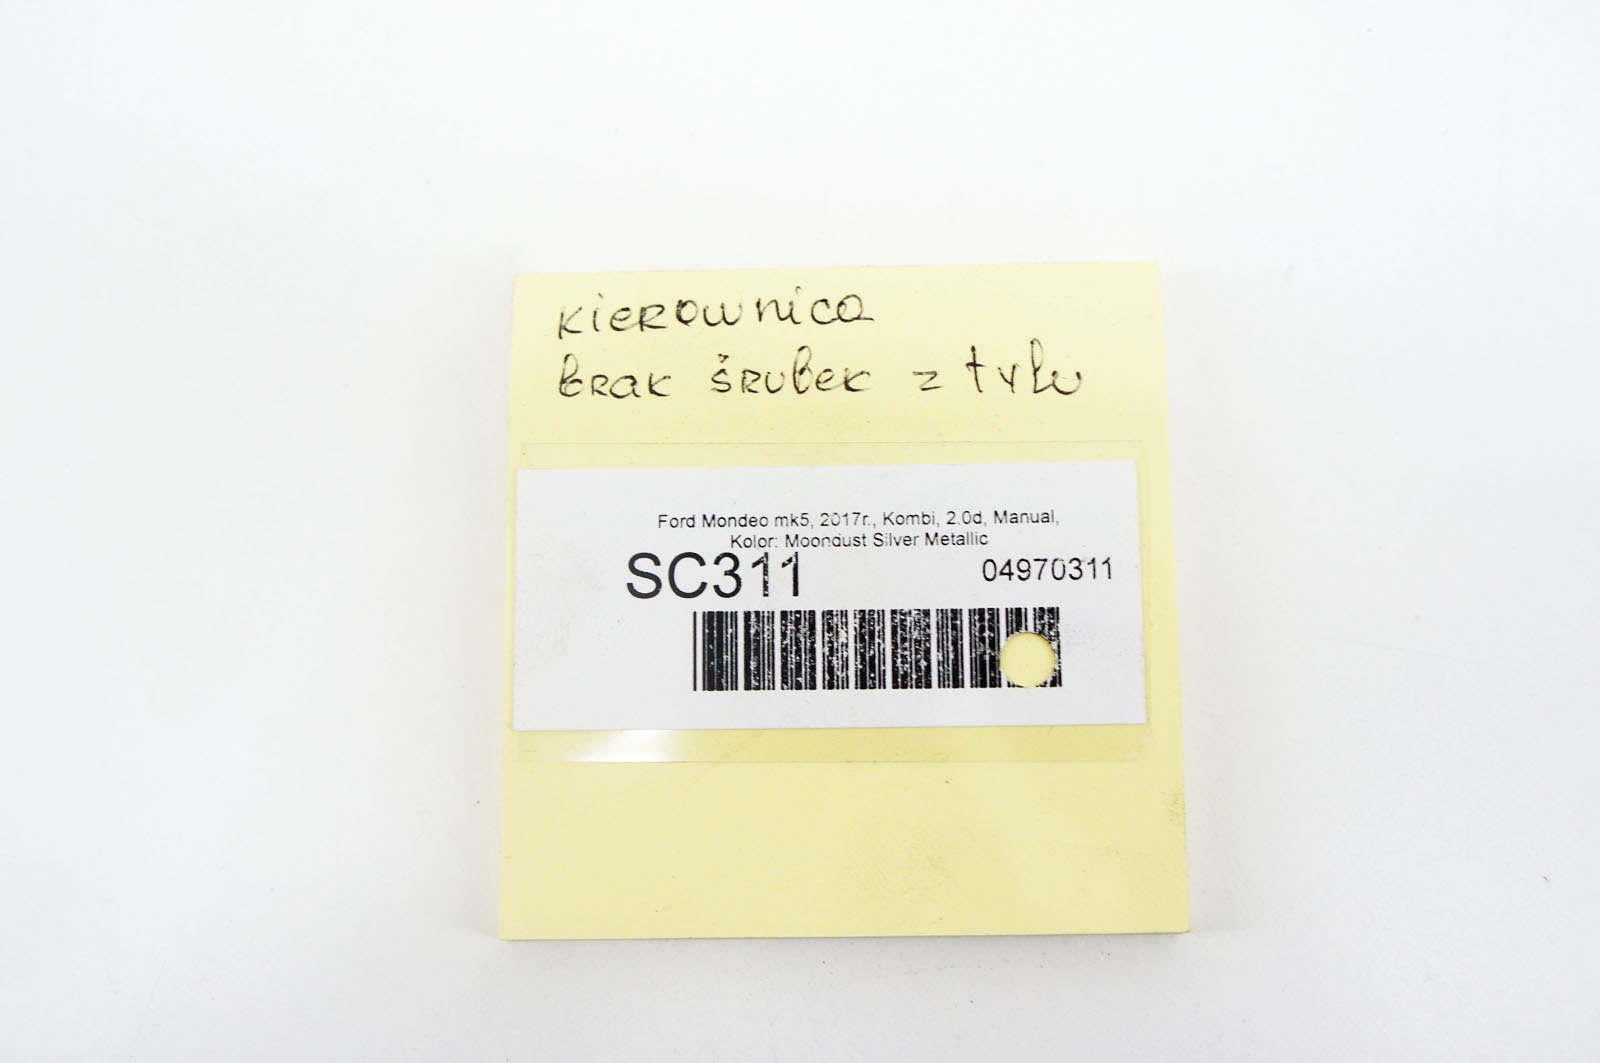 Kierownica
brak śrubek z tyłu
Ford Mondeo mk5, 2017r., Kombi, 2.0d, Manual,
Kolor: Moondust Silver Metallic
SC311
04970311